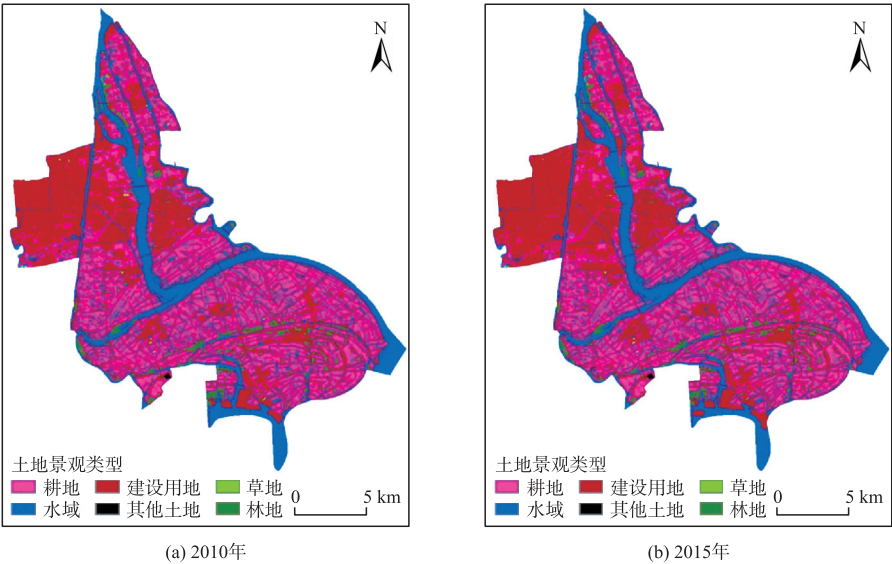 N
土地景观类型
耕地 建设用地 草地
水域 其他土地 林地
0 5 km
(a) 2010年
N
土地景观类型
耕地 建设用地 草地
水域 其他土地 林地
0 5 km
(b) 2015年